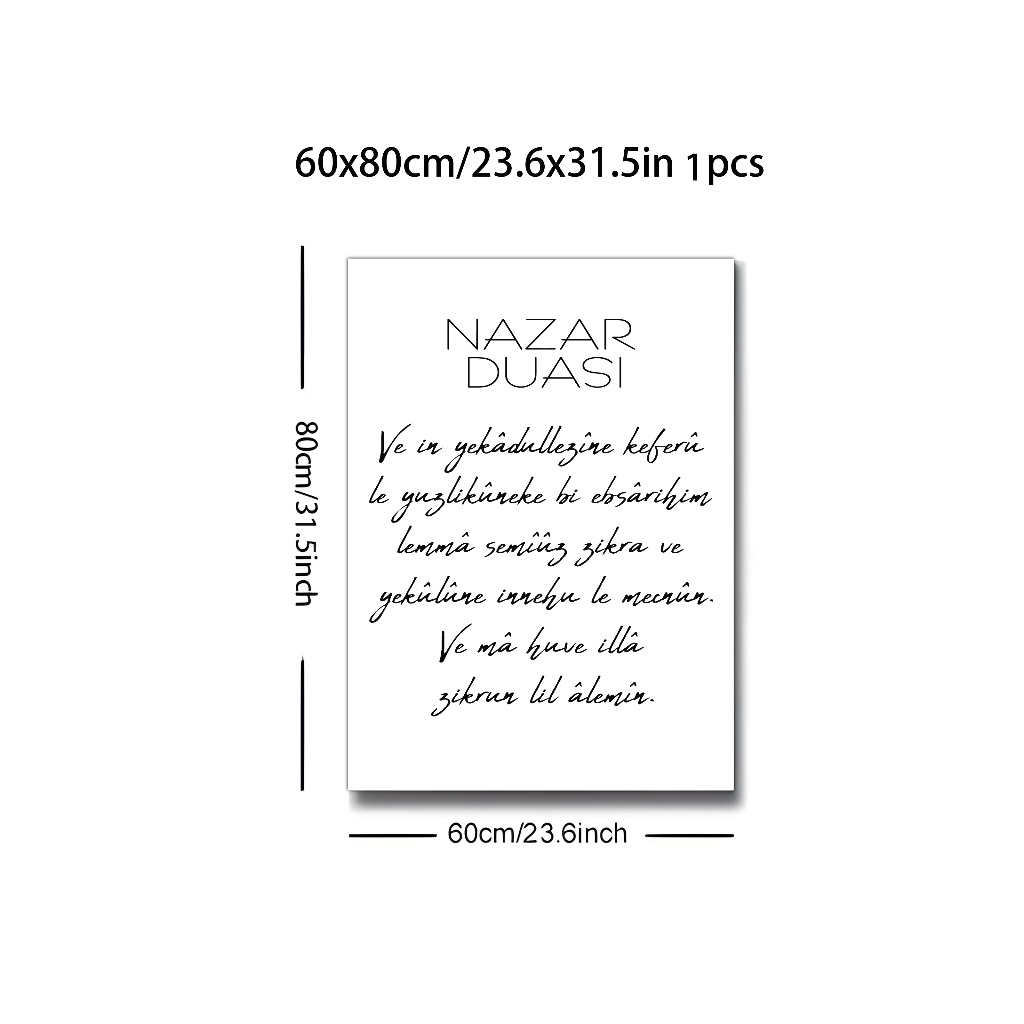 60x80cm/23.6x31.5in 1pcs
80cm/31.5inch
NAZAR
DUASI
Ve in yekâdullezîne keferû
le yuzlikûneke bi ebsârihim
lemmâ semîûz zikra ve
yekûlûne innehu le mecnûn.
Ve mâ huve illâ
zikrun lil âlemîn.
60cm/23.6inch